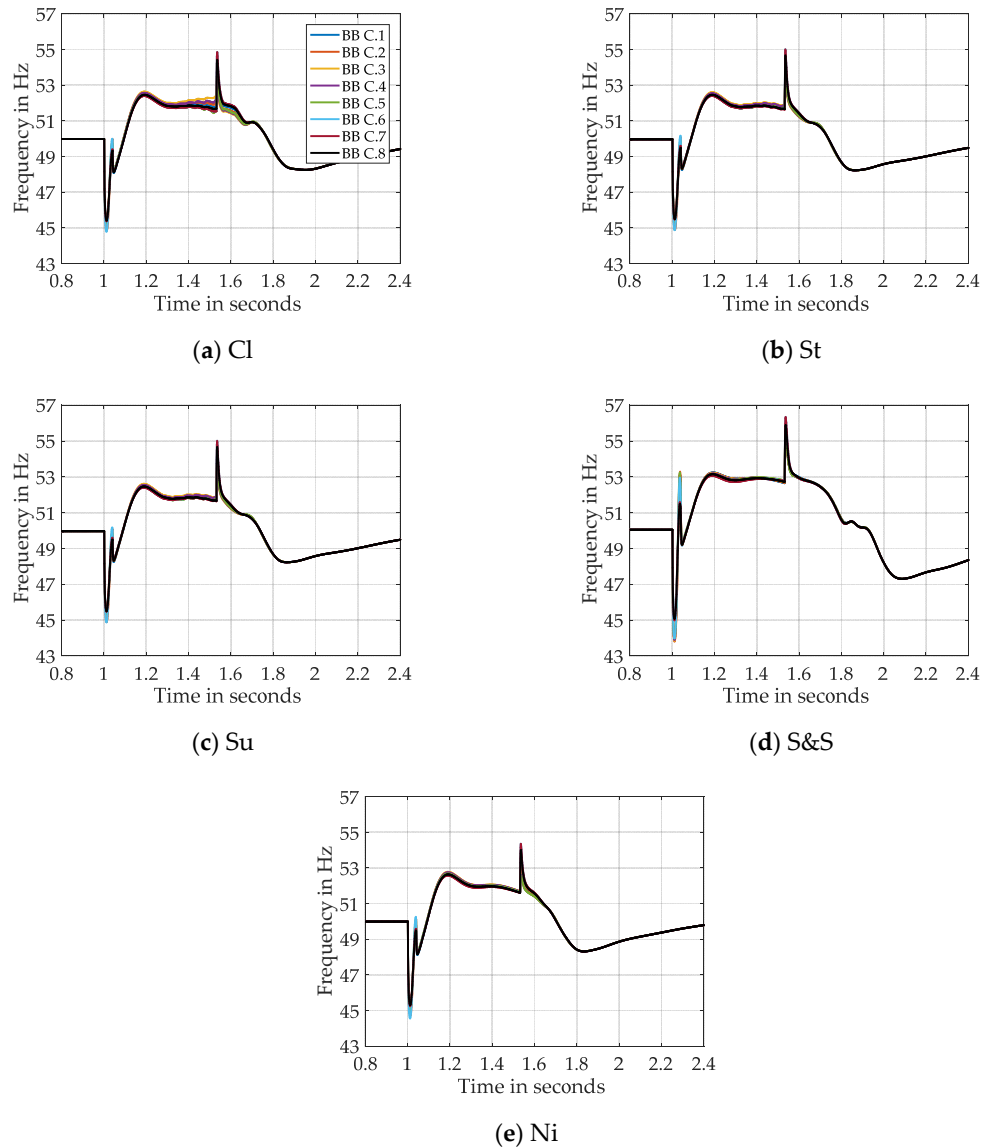 57
55
53
51
49
47
45
43
Frequency in Hz
0.8 1 1.2 1.4 1.6 1.8 2 2.2 2.4
Time in seconds
BB C.1
BB C.2
BB C.3
BB C.4
BB C.5
BB C.6
BB C.7
BB C.8
(a) Cl
57
55
53
51
49
47
45
43
Frequency in Hz
0.8 1 1.2 1.4 1.6 1.8 2 2.2 2.4
Time in seconds
(b) St
57
55
53
51
49
47
45
43
Frequency in Hz
0.8 1 1.2 1.4 1.6 1.8 2 2.2 2.4
Time in seconds
(c) Su
57
55
53
51
49
47
45
43
Frequency in Hz
0.8 1 1.2 1.4 1.6 1.8 2 2.2 2.4
Time in seconds
(d) S&S
57
55
53
51
49
47
45
43
Frequency in Hz
0.8 1 1.2 1.4 1.6 1.8 2 2.2 2.4
Time in seconds
(e) Ni